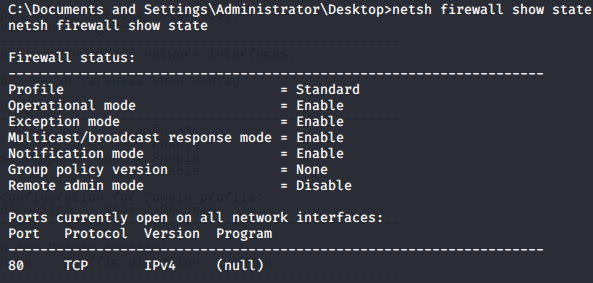 C:\Documents and Settings\Administrator\Desktop>netsh firewall show state
netsh firewall show state
Firewall status:
-------------------------------------------------------------------
Profile                           = Standard
Operational mode                  = Enable
Exception mode                    = Enable
Multicast/broadcast response mode = Enable
Notification mode                 = Enable
Group policy version              = None
Remote admin mode                 = Disable
Ports currently open on all network interfaces:
Port   Protocol  Version  Program
-------------------------------------------------------------------
80     TCP       IPv4     (null)